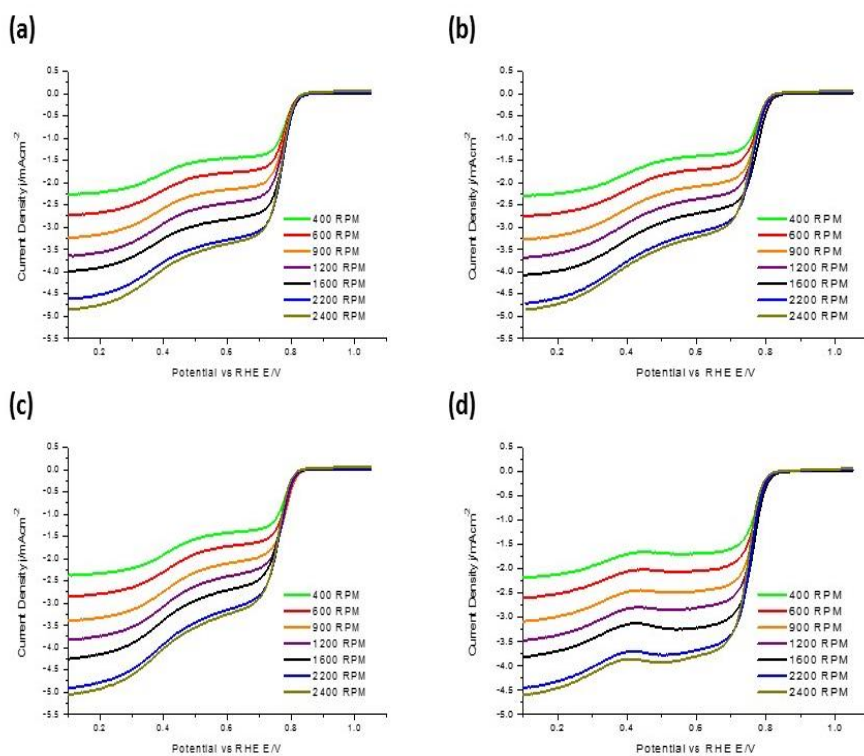 (a)
0.5
0.0
-0.5
-1.0
-1.5
-2.0
-2.5
-3.0
-3.5
-4.0
-4.5
-5.0
-5.5
Current Density j/mAcm-2
400 RPM
600 RPM
900 RPM
1200 RPM
1600 RPM
2200 RPM
2400 RPM
0.2 0.4 0.6 0.8 1.0
Potential vs RHE E/V
(b)
0.5
0.0
-0.5
-1.0
-1.5
-2.0
-2.5
-3.0
-3.5
-4.0
-4.5
-5.0
-5.5
Current Density j/mAcm-2
400 RPM
600 RPM
900 RPM
1200 RPM
1600 RPM
2200 RPM
2400 RPM
0.2 0.4 0.6 0.8 1.0
Potential vs RHE E/V
(c)
0.5
0.0
-0.5
-1.0
-1.5
-2.0
-2.5
-3.0
-3.5
-4.0
-4.5
-5.0
-5.5
Current Density j/mAcm-2
400 RPM
600 RPM
900 RPM
1200 RPM
1600 RPM
2200 RPM
2400 RPM
0.2 0.4 0.6 0.8 1.0
Potential vs RHE E/V
(d)
0.5
0.0
-0.5
-1.0
-1.5
-2.0
-2.5
-3.0
-3.5
-4.0
-4.5
-5.0
Current Density j/mAcm-2
400 RPM
600 RPM
900 RPM
1200 RPM
1600 RPM
2200 RPM
2400 RPM
0.2 0.4 0.6 0.8 1.0
Potential vs RHE E/V